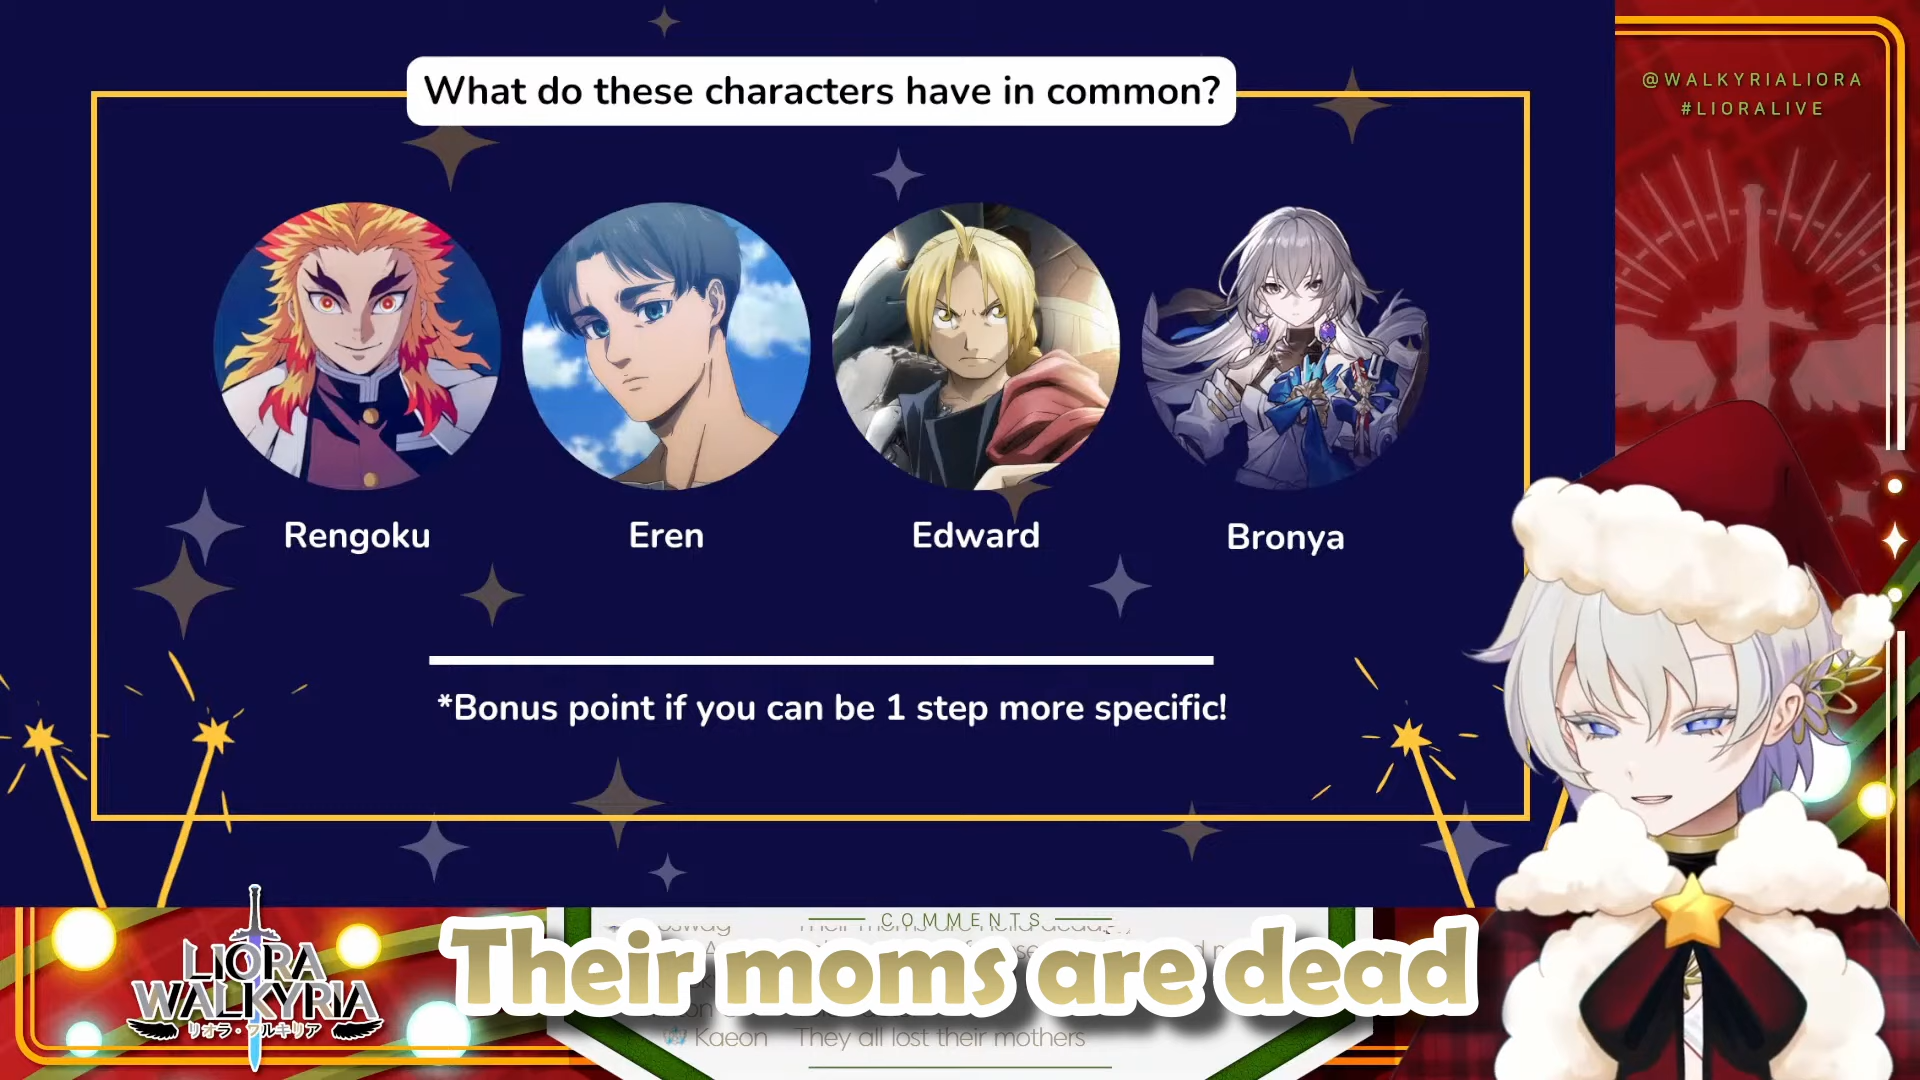 What do these characters have in common?
@WALKYRIALIORA
#LIORALIVE
Rengoku
Eren
Edward
Bronya
*Bonus point if you can be 1 step more specific!
COMMENTS
Their moms are dead
Kaeon They all lost their mothers
LIORA
WALKYRIA
リオラ・ワルキリア